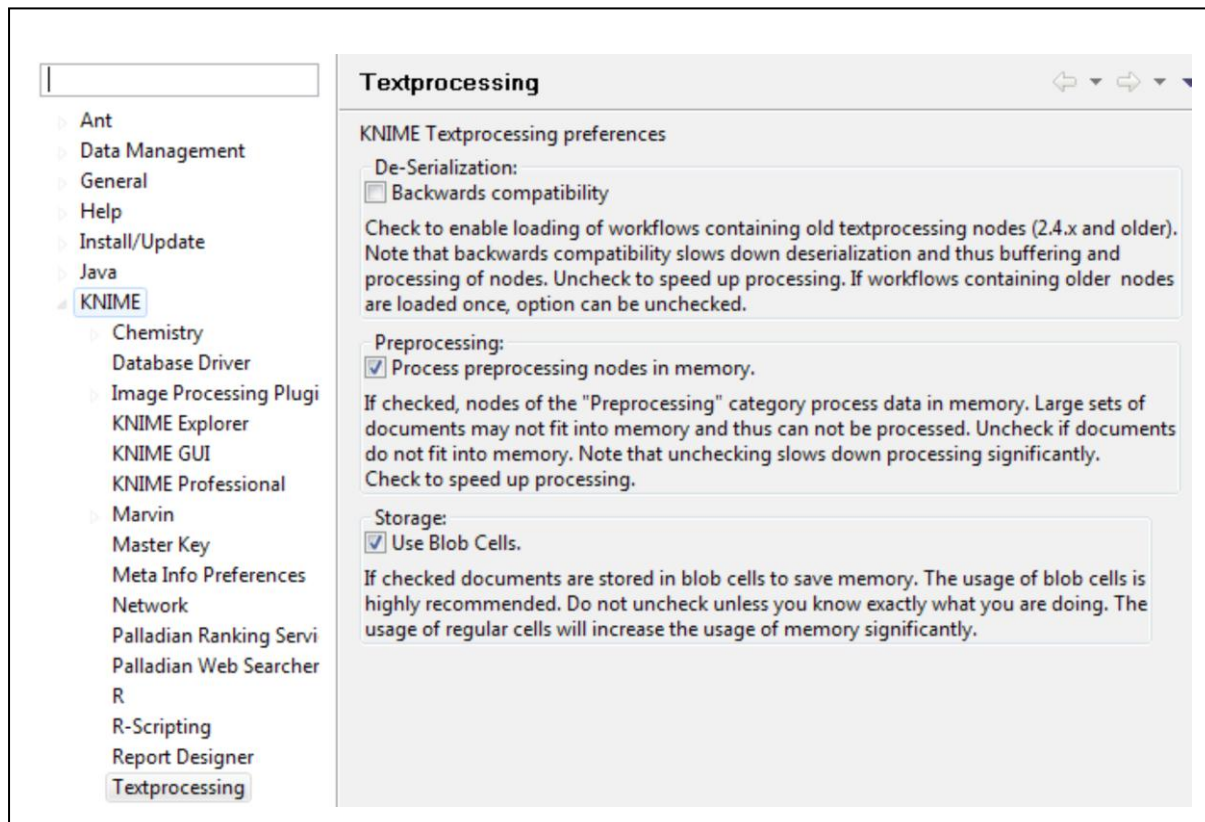 Textprocessing
Ant
Data Management
General
Help
Install/Update
Java
KNIME
Chemistry
Database Driver
Image Processing Plugi
KNIME Explorer
KNIME GUI
KNIME Professional
Marvin
Master Key
Meta Info Preferences
Network
Palladian Ranking Servi
Palladian Web Searcher
R
R-Scripting
Report Designer
Textprocessing
KNIME Textprocessing preferences
De-Serialization:
Backwards compatibility
Check to enable loading of workflows containing old textprocessing nodes (2.4.x and older).
Note that backwards compatibility slows down deserialization and thus buffering and
processing of nodes. Uncheck to speed up processing. If workflows containing older nodes
are loaded once, option can be unchecked.
Preprocessing:
Process preprocessing nodes in memory.
If checked, nodes of the "Preprocessing" category process data in memory. Large sets of
documents may not fit into memory and thus can not be processed. Uncheck if documents
do not fit into memory. Note that unchecking slows down processing significantly.
Check to speed up processing.
Storage:
Use Blob Cells.
If checked documents are stored in blob cells to save memory. The usage of blob cells is
highly recommended. Do not uncheck unless you know exactly what you are doing. The
usage of regular cells will increase the usage of memory significantly.